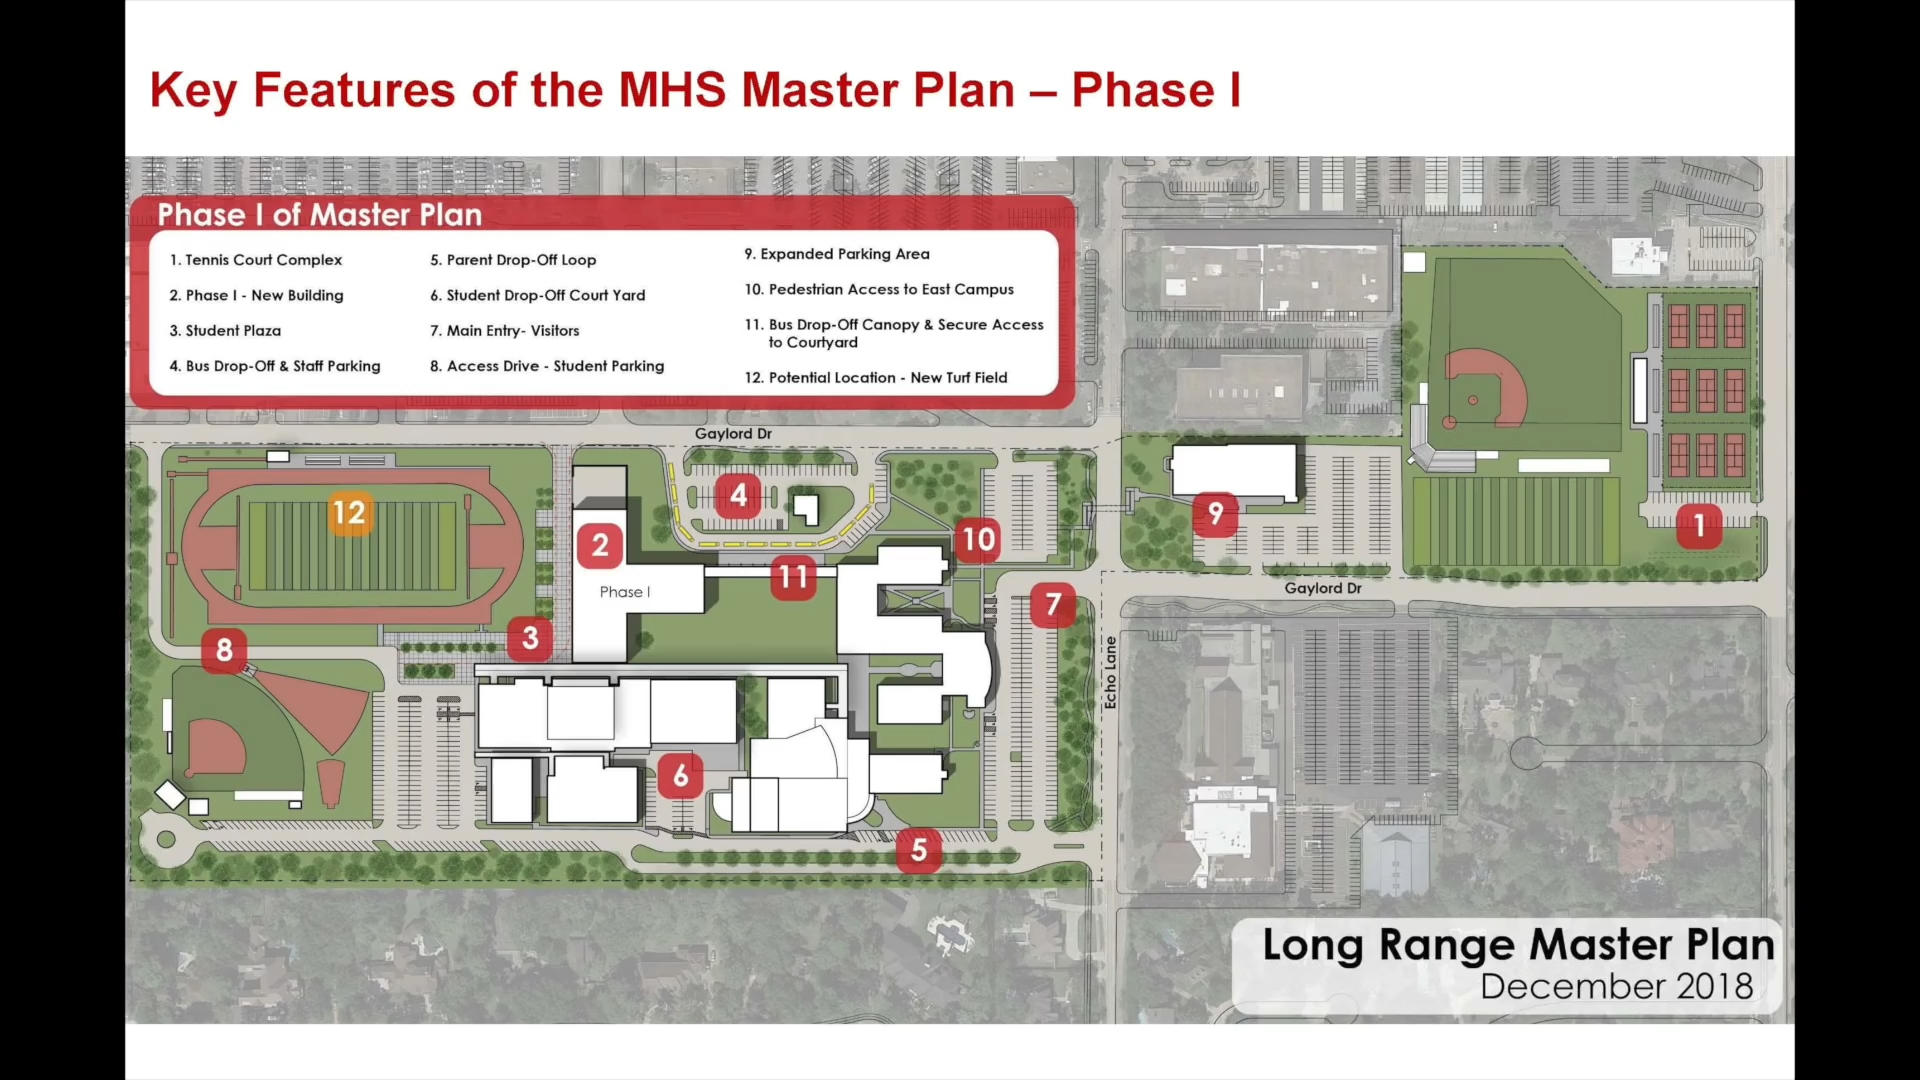 Key Features of the MHS Master Plan – Phase I
Phase I of Master Plan
1. Tennis Court Complex
2. Phase I - New Building
3. Student Plaza
4. Bus Drop-Off & Staff Parking
5. Parent Drop-Off Loop
6. Student Drop-Off Court Yard
7. Main Entry- Visitors
8. Access Drive - Student Parking
9. Expanded Parking Area
10. Pedestrian Access to East Campus
11. Bus Drop-Off Canopy & Secure Access
to Courtyard
12. Potential Location - New Turf Field
Gaylord Dr
4
12
9
1
2
10
11
Phase I
Gaylord Dr
7
3
8
Echo Lane
6
5
Long Range Master Plan
December 2018